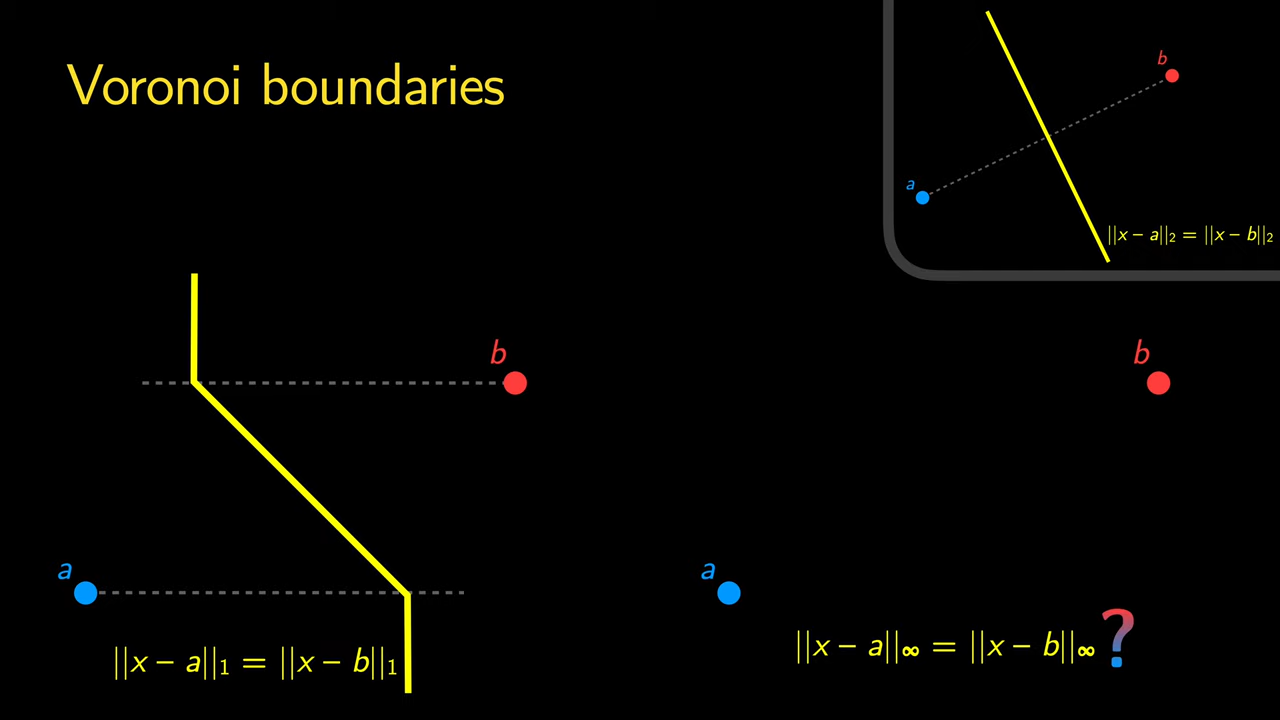 Voronoi boundaries
b
a
||x − a||₂ = ||x − b||₂
b
a
||x − a||₁ = ||x − b||₁
b
a
||x − a||∞ = ||x − b||∞ ?